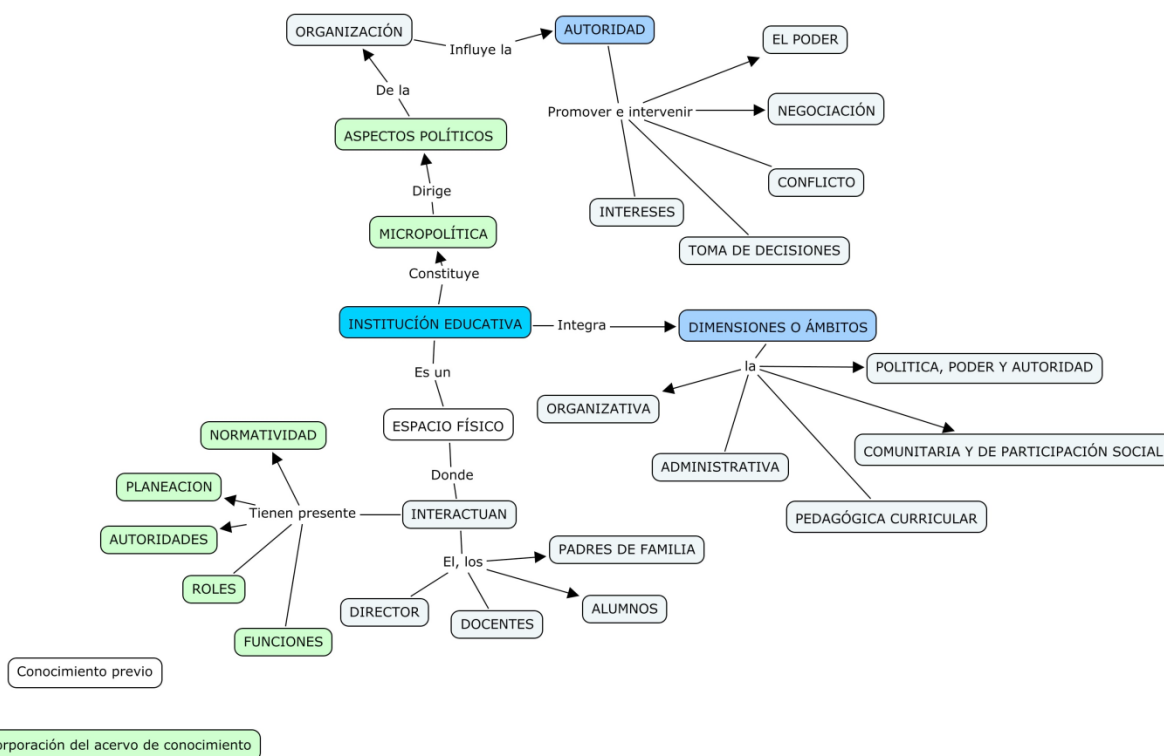 ORGANIZACIÓN
Influye la
AUTORIDAD
EL PODER
De la
Promover e intervenir
NEGOCIACIÓN
ASPECTOS POLÍTICOS
CONFLICTO
Dirige
INTERESES
MICROPOLÍTICA
TOMA DE DECISIONES
Constituye
INSTITUCÍÓN EDUCATIVA
Integra
DIMENSIONES O ÁMBITOS
Es un
la
POLITICA, PODER Y AUTORIDAD
ORGANIZATIVA
ESPACIO FÍSICO
NORMATIVIDAD
COMUNITARIA Y DE PARTICIPACIÓN SOCIAL
ADMINISTRATIVA
Donde
PLANEACION
Tienen presente
INTERACTUAN
PEDAGÓGICA CURRICULAR
AUTORIDADES
PADRES DE FAMILIA
El, los
ROLES
DIRECTOR
DOCENTES
ALUMNOS
FUNCIONES
Conocimiento previo
orporación del acervo de conocimiento